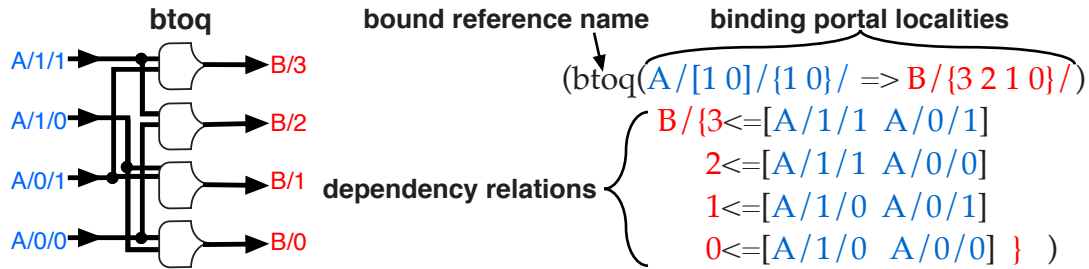 btoq
A/1/1
A/1/0
A/0/1
A/0/0
B/3
B/2
B/1
B/0
bound reference name
binding portal localities
(btoq(A/[1 0]/{1 0}/ => B/{3 2 1 0}/)
dependency relations
B/{3<=[A/1/1 A/0/1]
2<=[A/1/1 A/0/0]
1<=[A/1/0 A/0/1]
0<=[A/1/0 A/0/0] } )